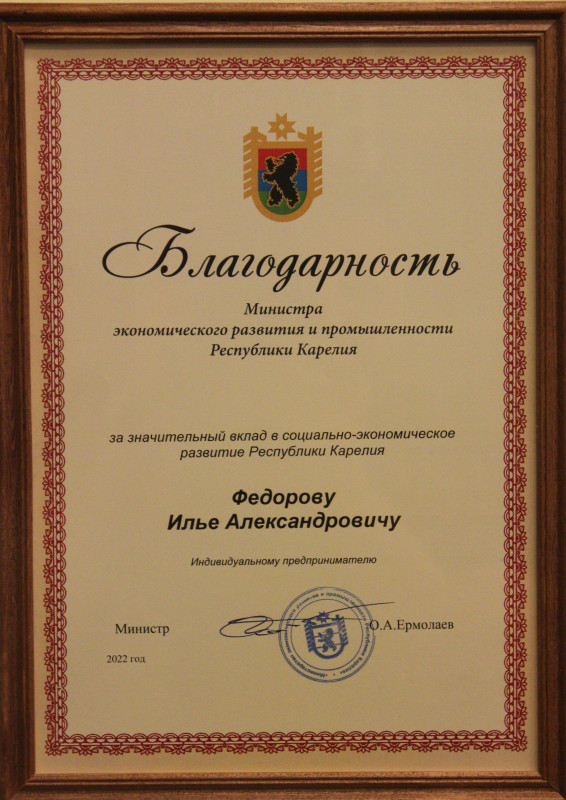 Благодарность
Министра
экономического развития и промышленности
Республики Карелия
за значительный вклад в социально-экономическое
развитие Республики Карелия
Федорову
Илье Александровичу
Индивидуальному предпринимателю
Министр
О.А.Ермолаев
2022 год